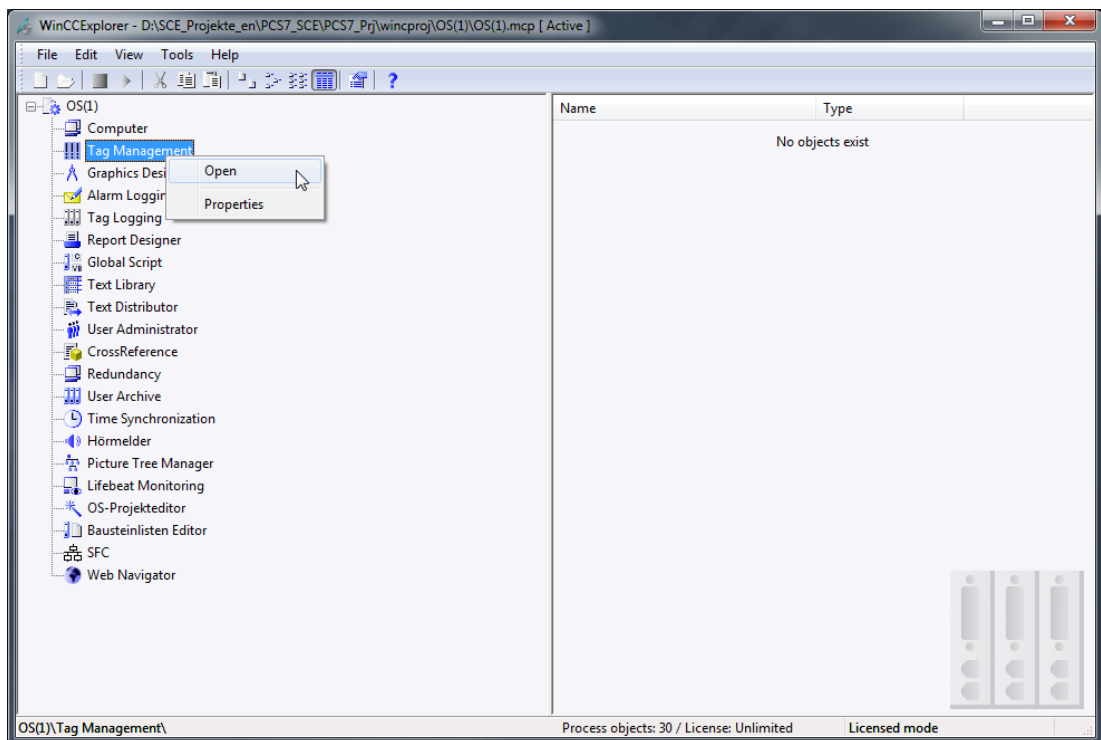 WinCCExplorer - D:\SCE_Projekte_en\PCS7_SCE\PCS7_Prj\wincproj\OS(1)\OS(1).mcp [ Active ]
File Edit View Tools Help
OS(1)
Name Type
Computer
No objects exist
Tag Management
Open
Graphics Desi
Alarm Loggin
Properties
Tag Logging
Report Designer
Global Script
Text Library
Text Distributor
User Administrator
CrossReference
Redundancy
User Archive
Time Synchronization
Hörmelder
Picture Tree Manager
Lifebeat Monitoring
OS-Projekteditor
Bausteinlisten Editor
SFC
Web Navigator
OS(1)\Tag Management\ Process objects: 30 / License: Unlimited Licensed mode